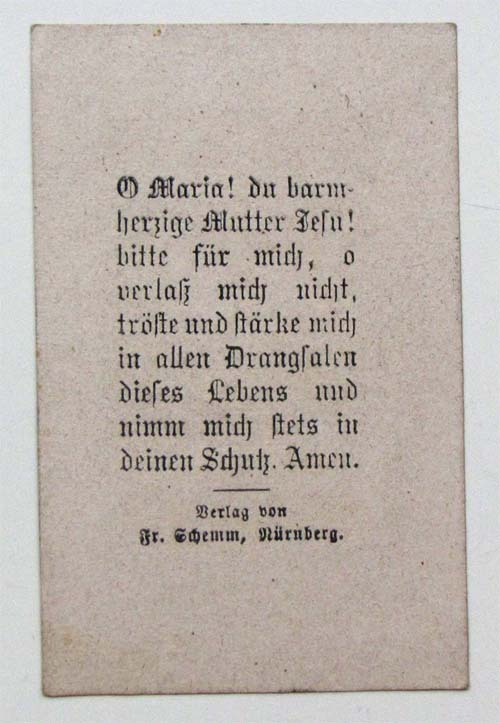 O Maria! du barm-
herzige Mutter Jesu!
bitte für mich, o
verlaß mich nicht,
tröste und stärke mich
in allen Drangsalen
dieses Lebens und
nimm mich stets in
deinen Schutz. Amen.
Verlag von
Fr. Schemm, Nürnberg.